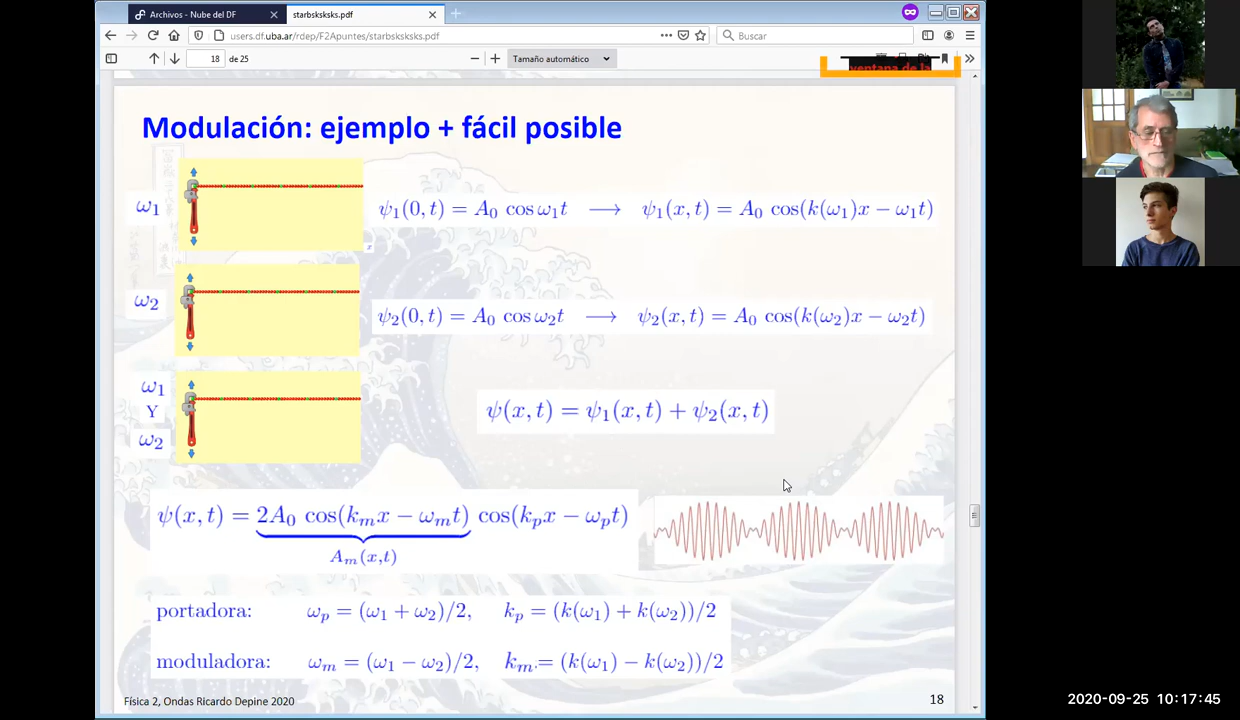 Archivos - Nube del DF
starbsksksks.pdf
users.df.uba.ar/rdep/F2Apuntes/starbsksksks.pdf
Buscar
18 de 25
Tamaño automático
ventana de la
Modulación: ejemplo + fácil posible
ω₁
ψ₁(0, t) = A₀ cos ω₁t ⟶ ψ₁(x, t) = A₀ cos(k(ω₁)x − ω₁t)
x
ω₂
ψ₂(0, t) = A₀ cos ω₂t ⟶ ψ₂(x, t) = A₀ cos(k(ω₂)x − ω₂t)
ω₁
Y
ω₂
ψ(x, t) = ψ₁(x, t) + ψ₂(x, t)
ψ(x, t) = 2A₀ cos(kₘx − ωₘt) cos(kₚx − ωₚt)
Aₘ(x,t)
portadora: ωₚ = (ω₁ + ω₂)/2, kₚ = (k(ω₁) + k(ω₂))/2
moduladora: ωₘ = (ω₁ − ω₂)/2, kₘ = (k(ω₁) − k(ω₂))/2
Física 2, Ondas Ricardo Depine 2020
18
2020-09-25 10:17:45